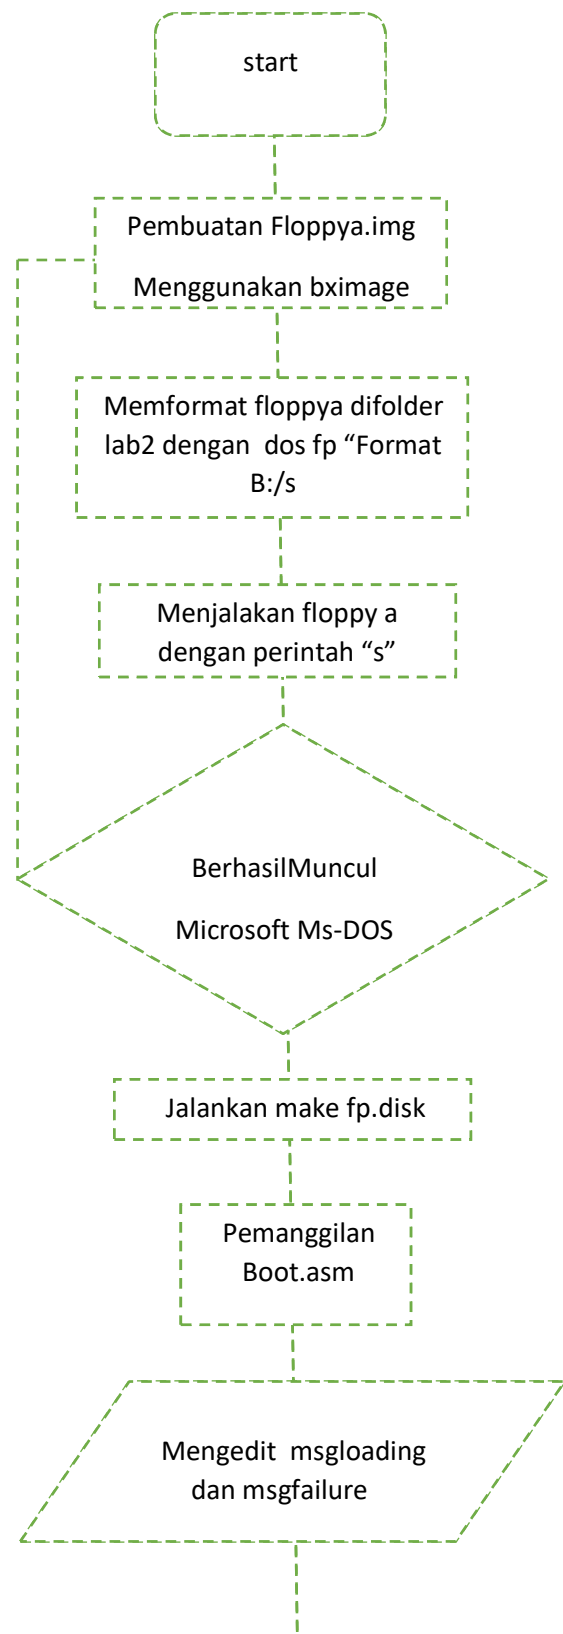 start
Pembuatan Floppya.img
Menggunakan bximage
Memformat floppya difolder
lab2 dengan dos fp “Format
B:/s
Menjalakan floppy a
dengan perintah “s”
BerhasilMuncul
Microsoft Ms-DOS
Jalankan make fp.disk
Pemanggilan
Boot.asm
Mengedit msgloading
dan msgfailure